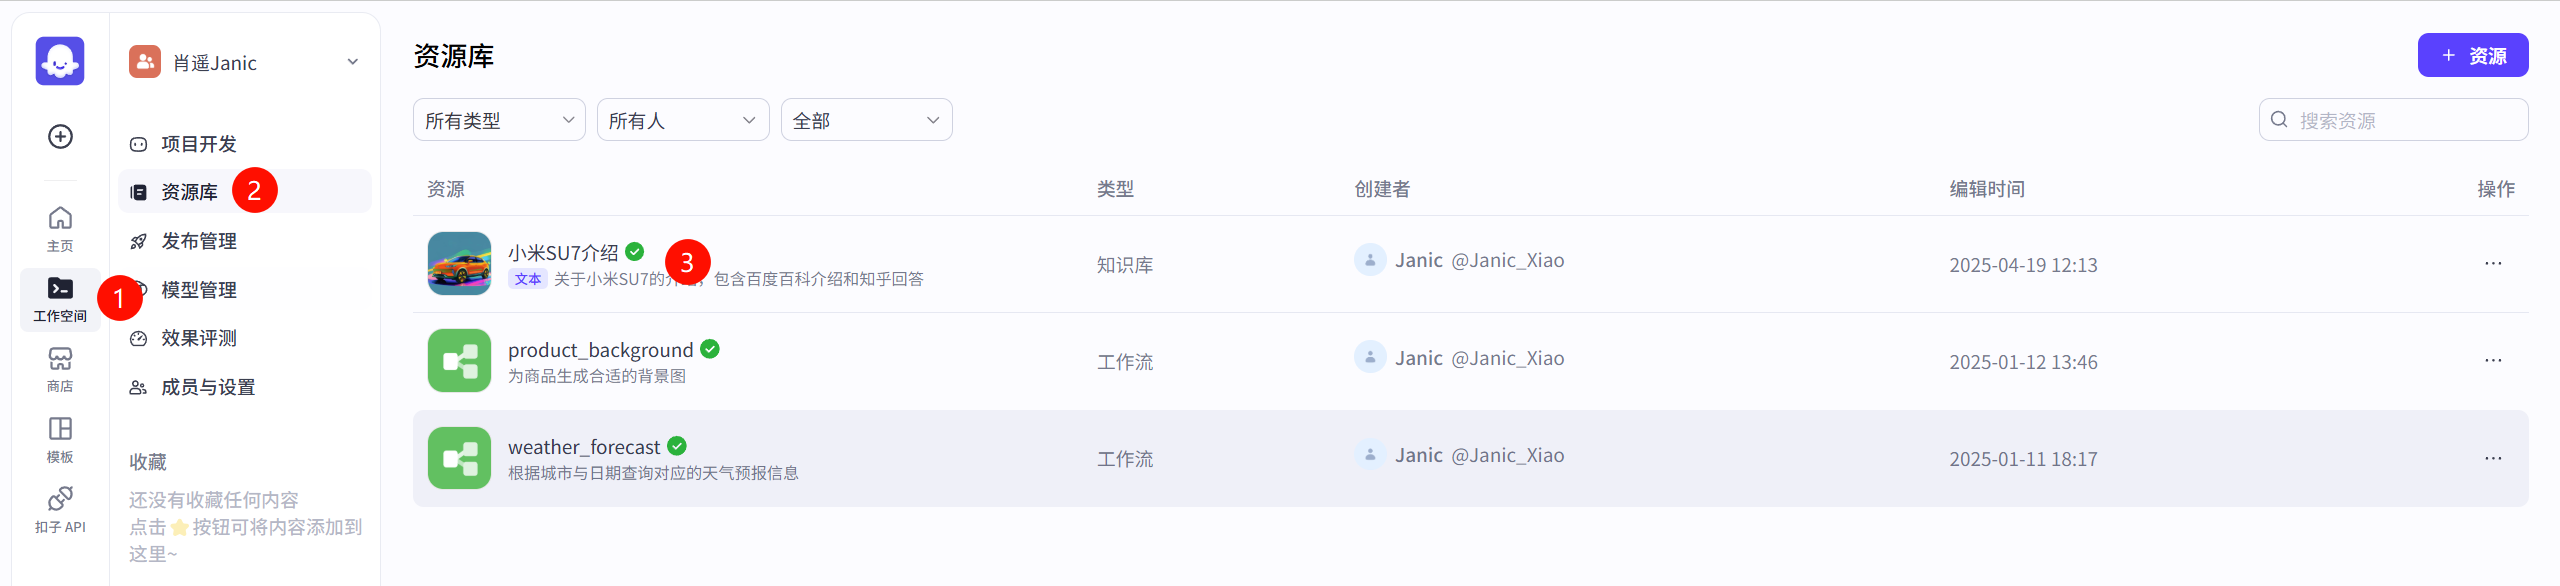 肖遥Janic
项目开发
资源库 2
发布管理
模型管理
效果评测
成员与设置
收藏
还没有收藏任何内容
点击⭐按钮可将内容添加到
这里~
主页
工作空间 1
商店
模板
扣子 API
资源库
+ 资源
所有类型 所有人 全部 搜索资源
资源 类型 创建者 编辑时间 操作
小米SU7介绍 3
文本 关于小米SU7的介绍，包含百度百科介绍和知乎回答
知识库 Janic @Janic_Xiao 2025-04-19 12:13 ...
product_background
为商品生成合适的背景图
工作流 Janic @Janic_Xiao 2025-01-12 13:46 ...
weather_forecast
根据城市与日期查询对应的天气预报信息
工作流 Janic @Janic_Xiao 2025-01-11 18:17 ...